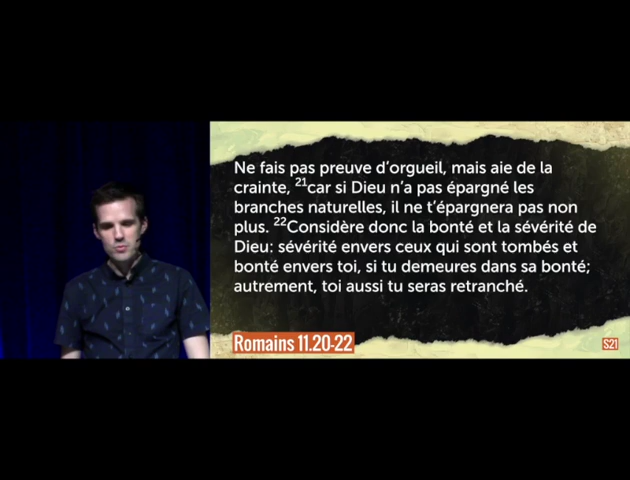 Ne fais pas preuve d’orgueil, mais aie de la
crainte, ²¹car si Dieu n’a pas épargné les
branches naturelles, il ne t’épargnera pas non
plus. ²²Considère donc la bonté et la sévérité de
Dieu: sévérité envers ceux qui sont tombés et
bonté envers toi, si tu demeures dans sa bonté;
autrement, toi aussi tu seras retranché.
Romains 11.20-22
S21